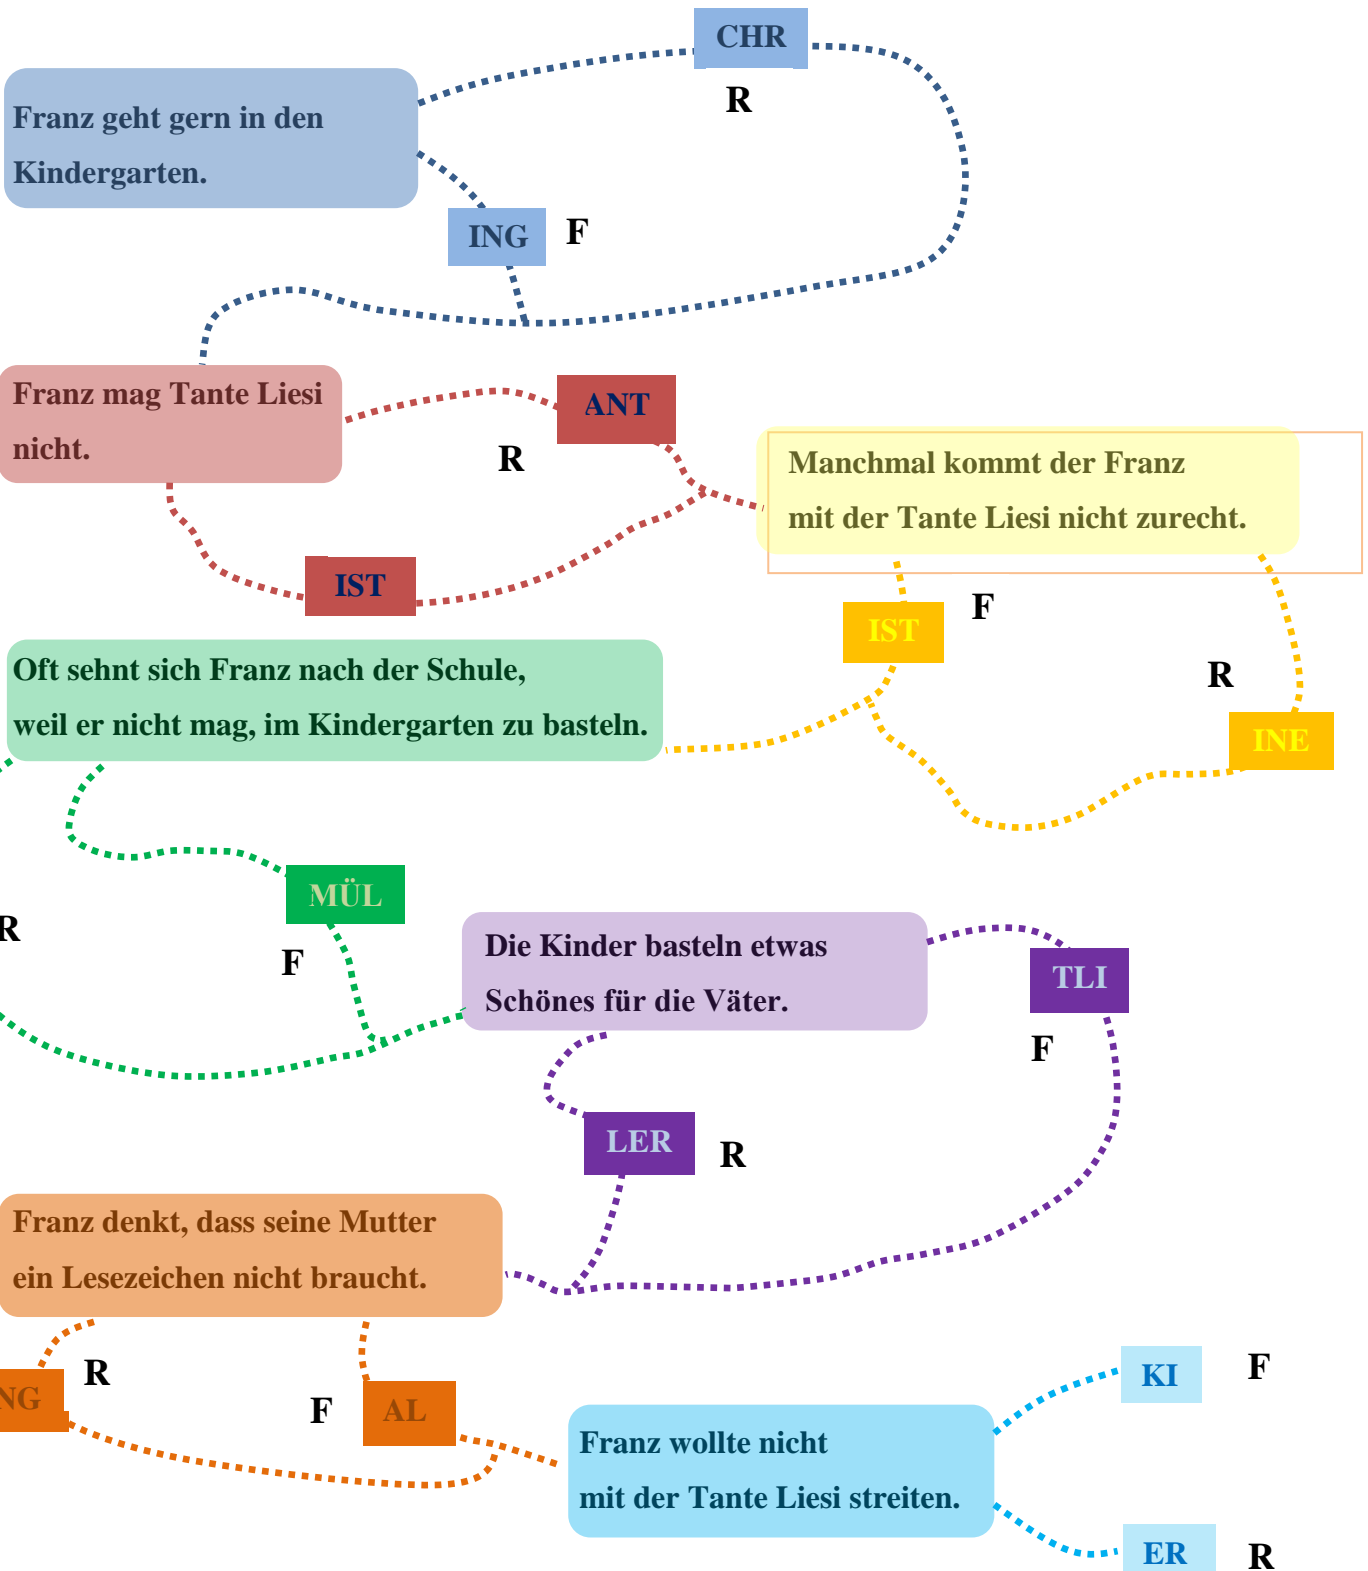 CHR
R
Franz geht gern in den
Kindergarten.
ING
F
Franz mag Tante Liesi
nicht.
ANT
R
IST
Manchmal kommt der Franz
mit der Tante Liesi nicht zurecht.
IST
F
R
INE
Oft sehnt sich Franz nach der Schule,
weil er nicht mag, im Kindergarten zu basteln.
MÜL
F
R
Die Kinder basteln etwas
Schönes für die Väter.
TLI
F
LER
R
Franz denkt, dass seine Mutter
ein Lesezeichen nicht braucht.
R
NG
F
AL
Franz wollte nicht
mit der Tante Liesi streiten.
KI
F
ER
R